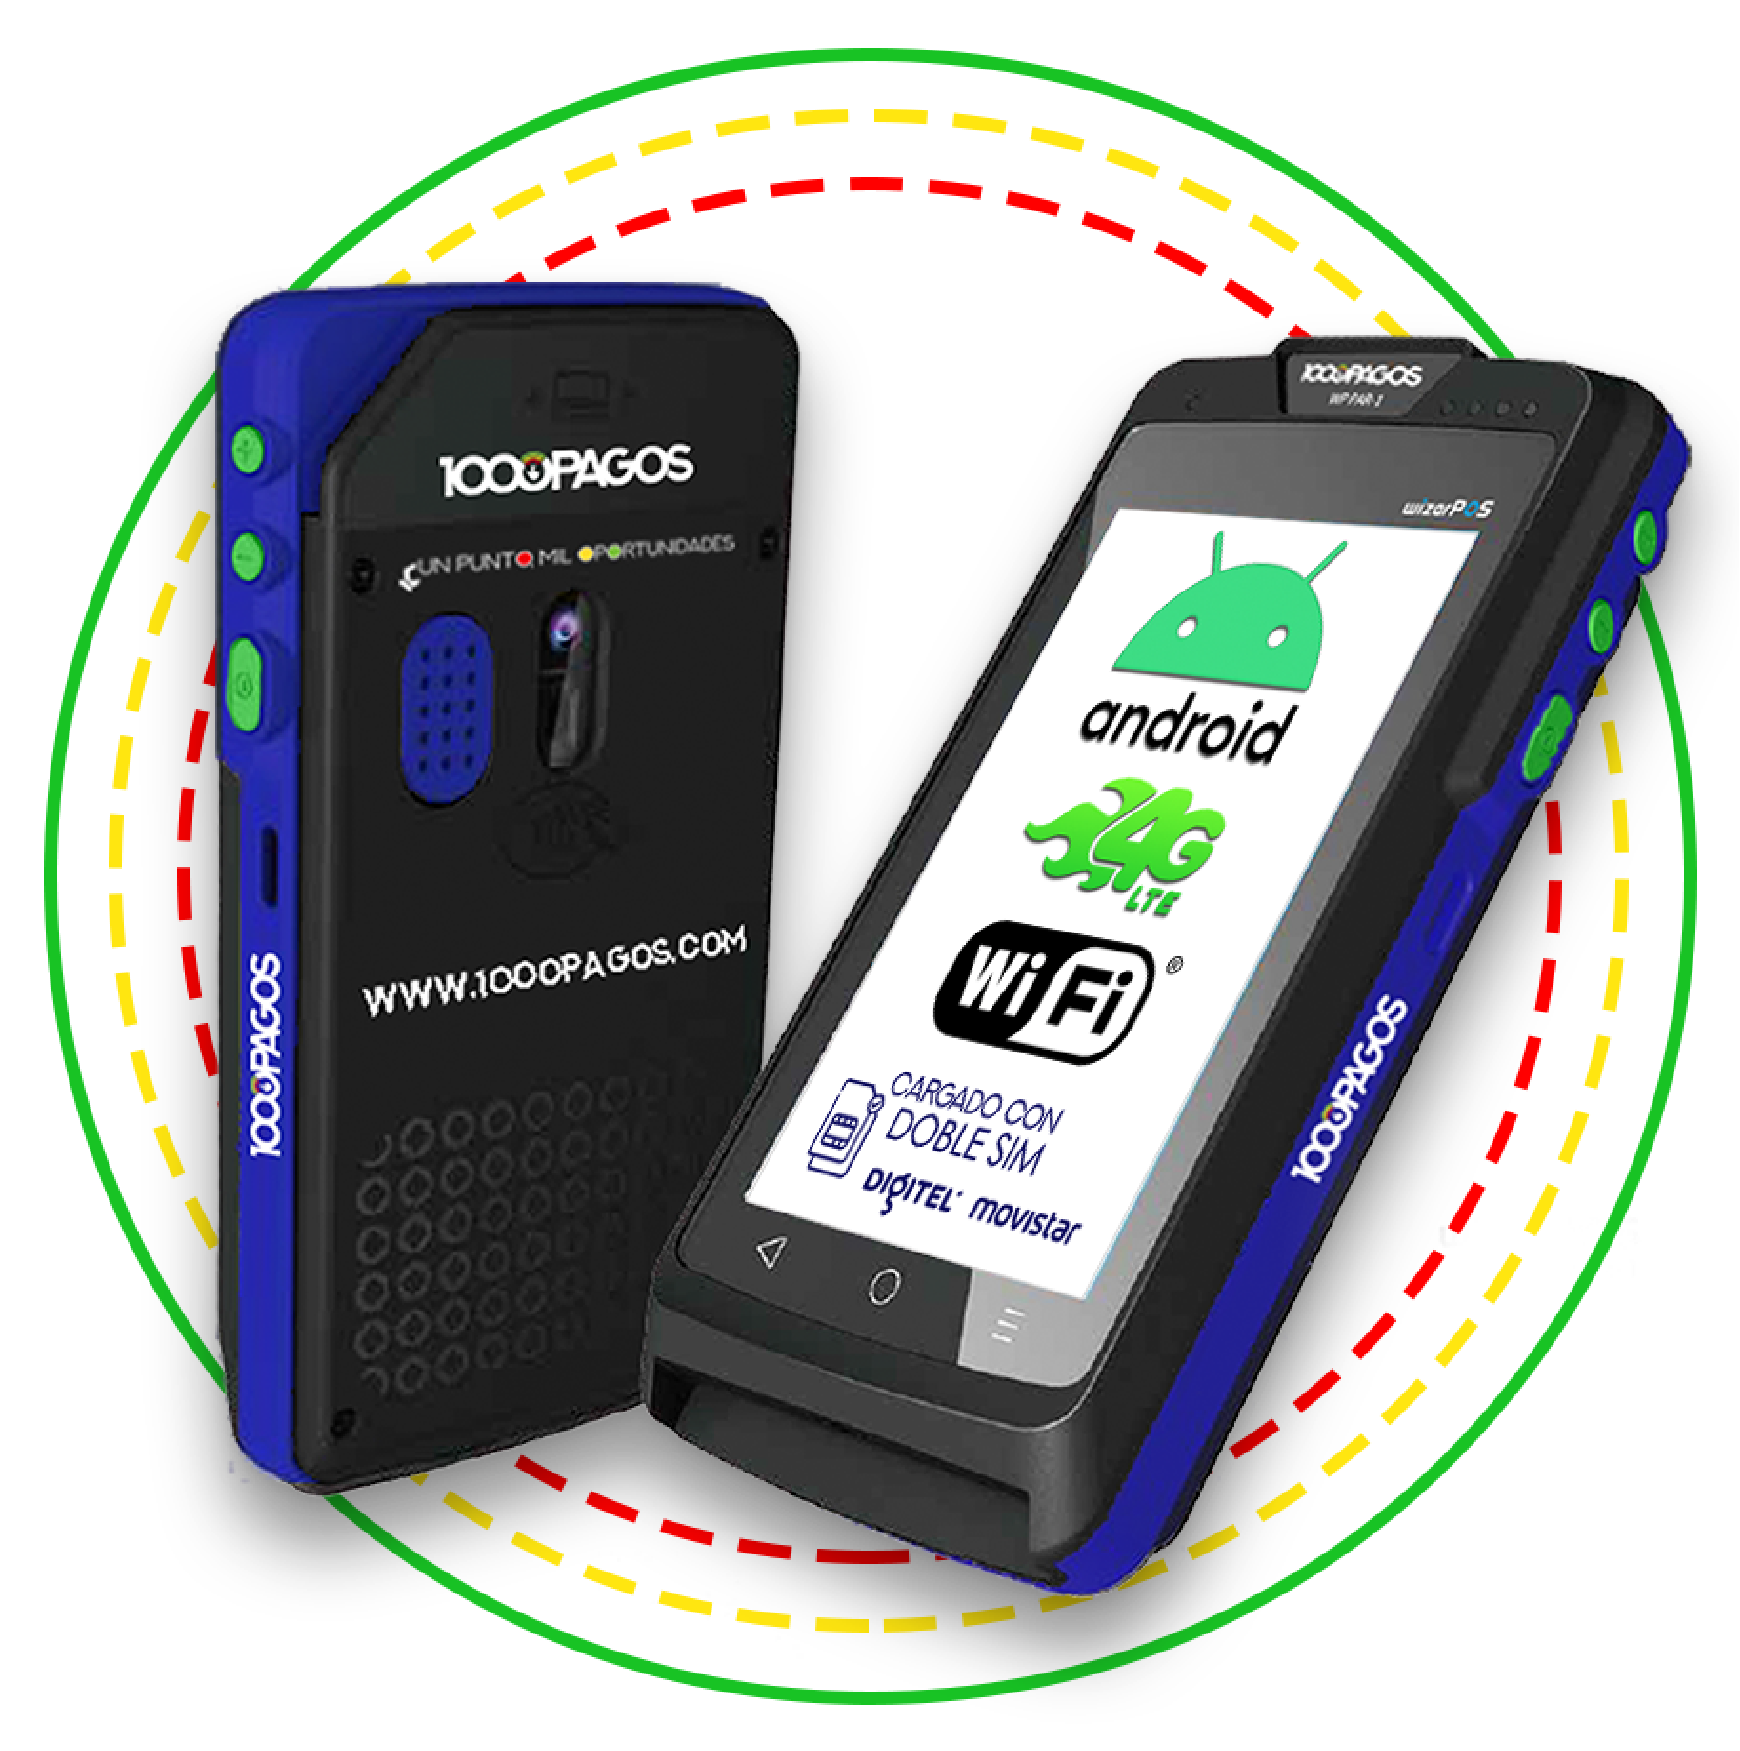 1000PAGOS
UN PUNTO MIL OPORTUNIDADES
WWW.1000PAGOS.COM
1000PAGOS
1000PAGOS
wizarPOS
android
4G
LTE
Wi Fi ®
CARGADO CON
DOBLE SIM
DIGITEL movistar
1000PAGOS